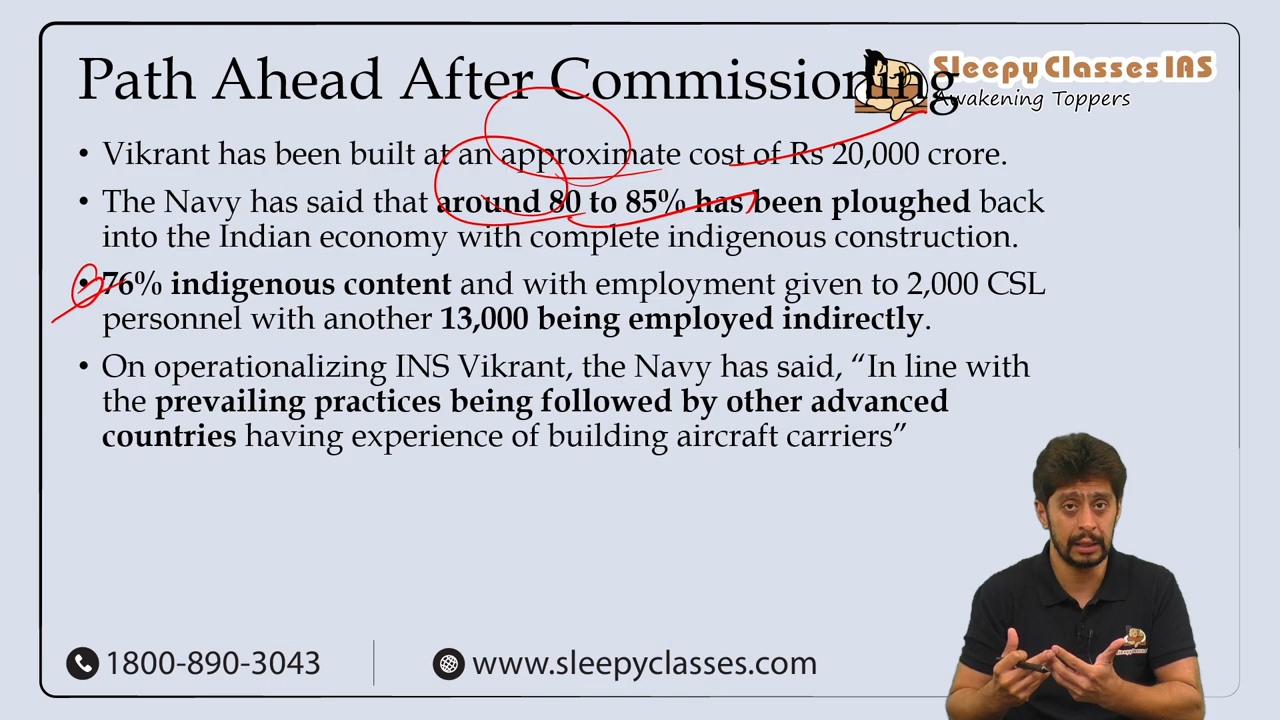 Path Ahead After Commissioning
Sleepy Classes IAS
Awakening Toppers
• Vikrant has been built at an approximate cost of Rs 20,000 crore.
• The Navy has said that around 80 to 85% has been ploughed back
into the Indian economy with complete indigenous construction.
• 76% indigenous content and with employment given to 2,000 CSL
personnel with another 13,000 being employed indirectly.
• On operationalizing INS Vikrant, the Navy has said, “In line with
the prevailing practices being followed by other advanced
countries having experience of building aircraft carriers”
1800-890-3043
www.sleepyclasses.com